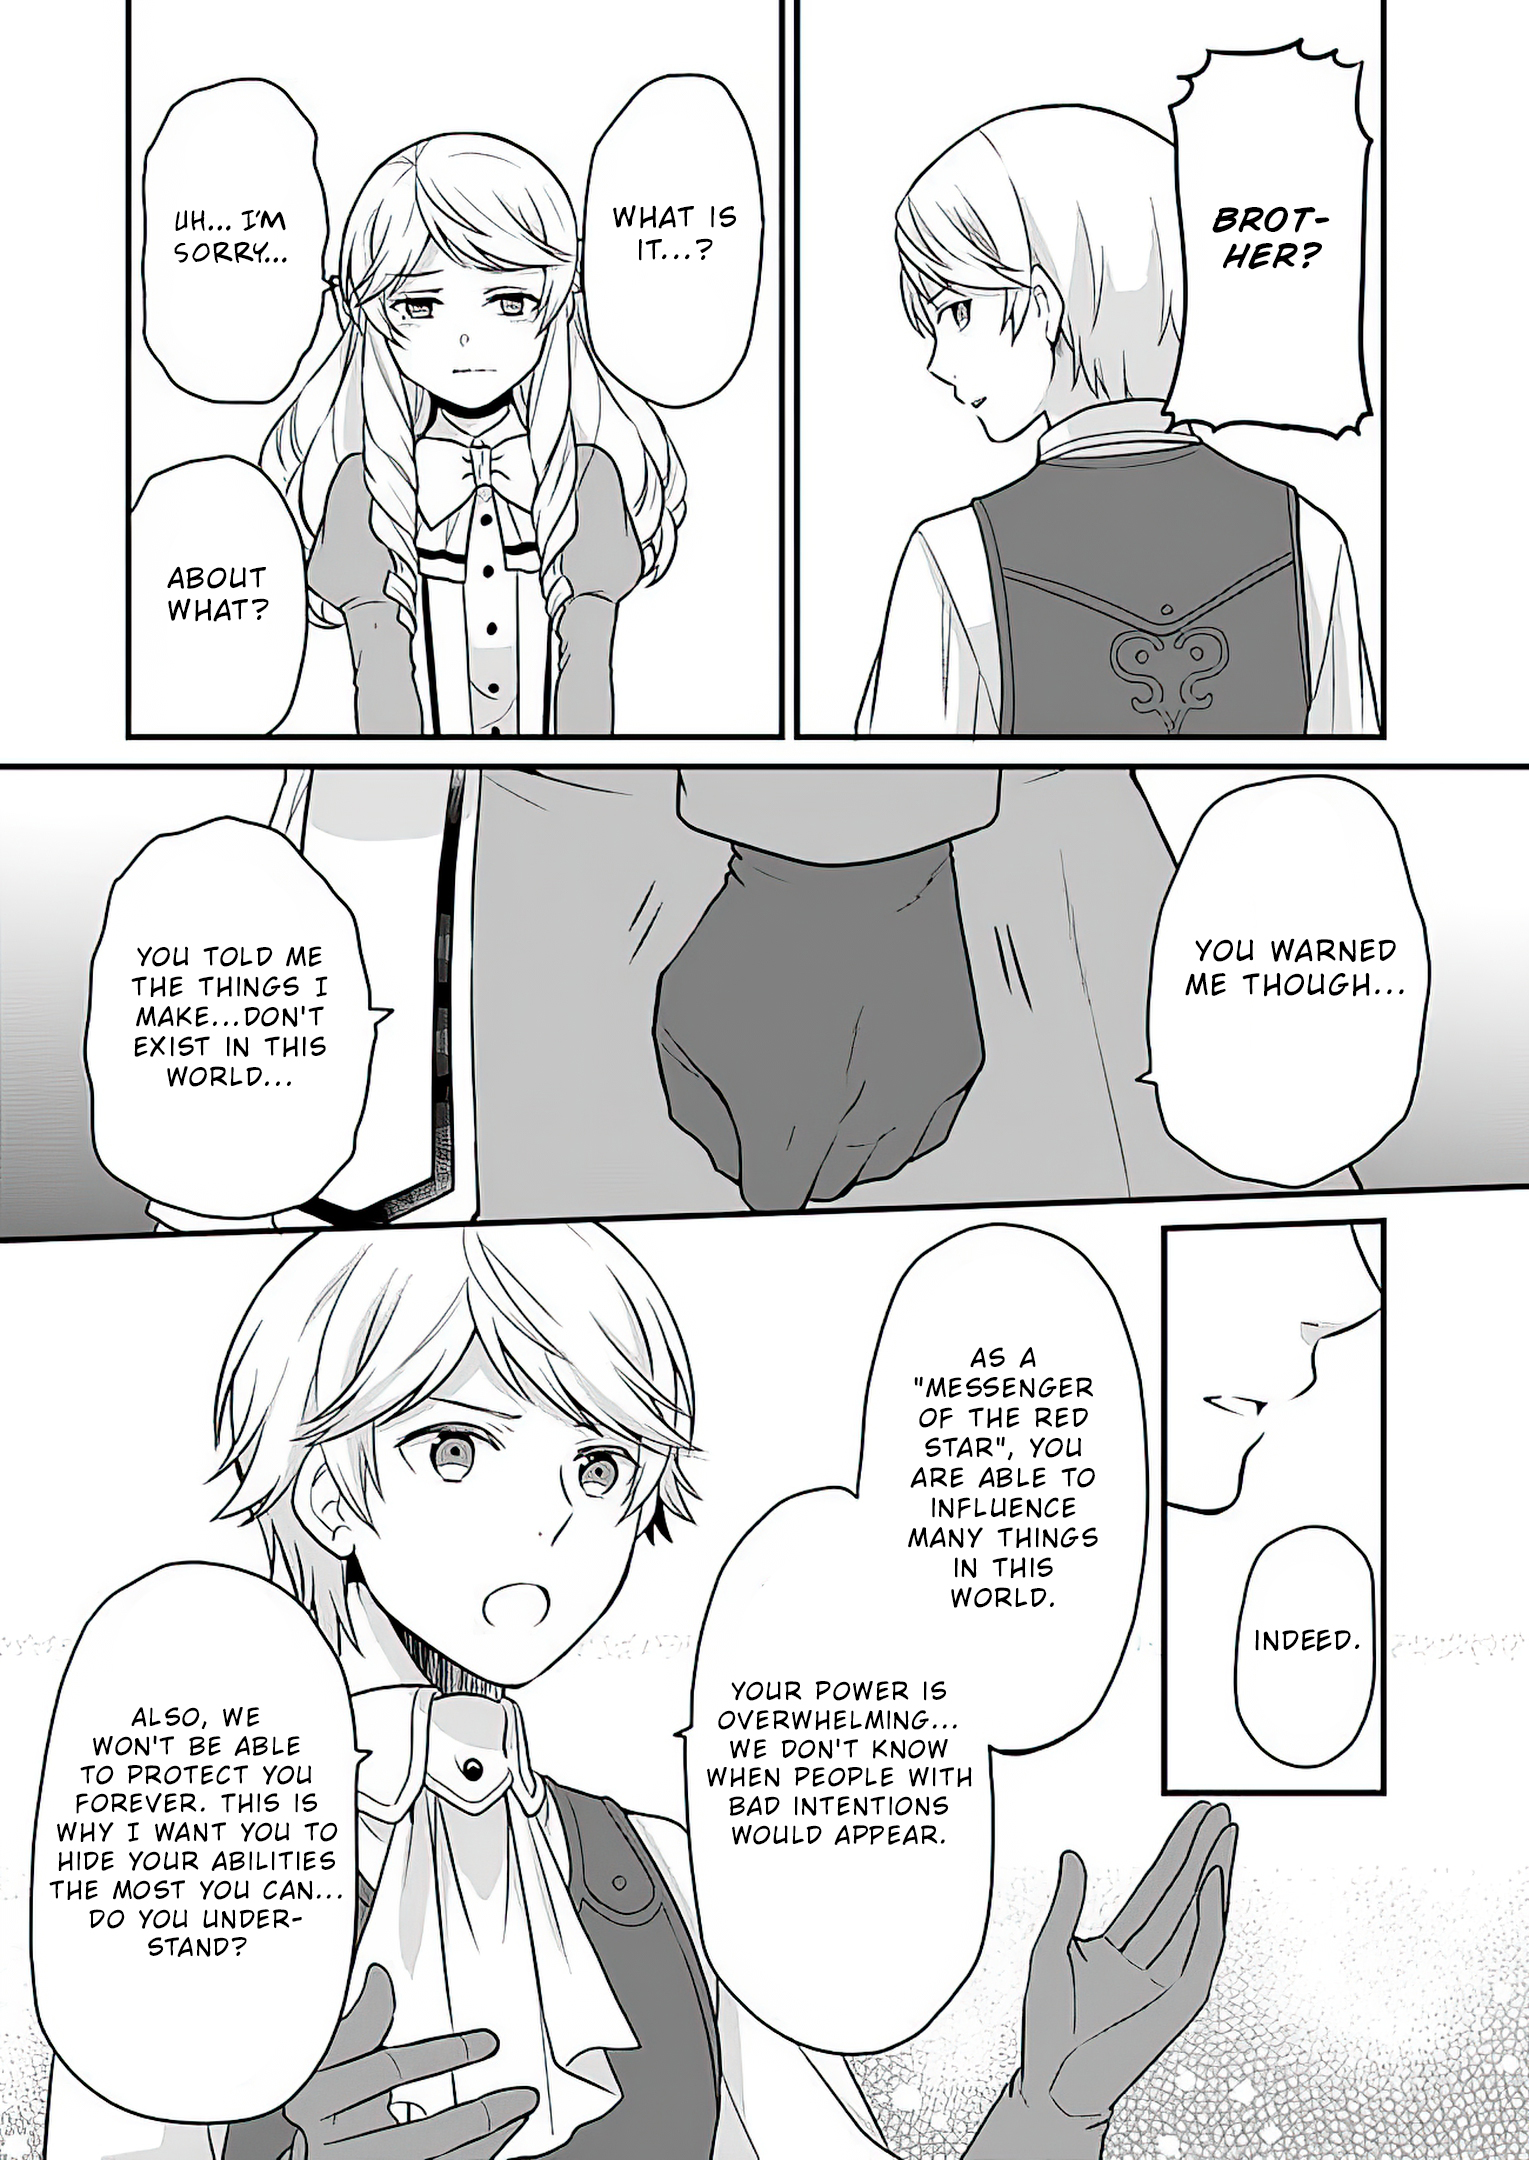 BROT-
HER?
WHAT IS
IT...?
UH... I'M
SORRY...
ABOUT
WHAT?
YOU WARNED
ME THOUGH...
YOU TOLD ME
THE THINGS I
MAKE...DON'T
EXIST IN THIS
WORLD...
INDEED.
AS A
"MESSENGER
OF THE RED
STAR", YOU
ARE ABLE TO
INFLUENCE
MANY THINGS
IN THIS
WORLD.
YOUR POWER IS
OVERWHELMING...
WE DON'T KNOW
WHEN PEOPLE WITH
BAD INTENTIONS
WOULD APPEAR.
ALSO, WE
WON'T BE ABLE
TO PROTECT YOU
FOREVER. THIS IS
WHY I WANT YOU TO
HIDE YOUR ABILITIES
THE MOST YOU CAN...
DO YOU UNDER-
STAND?